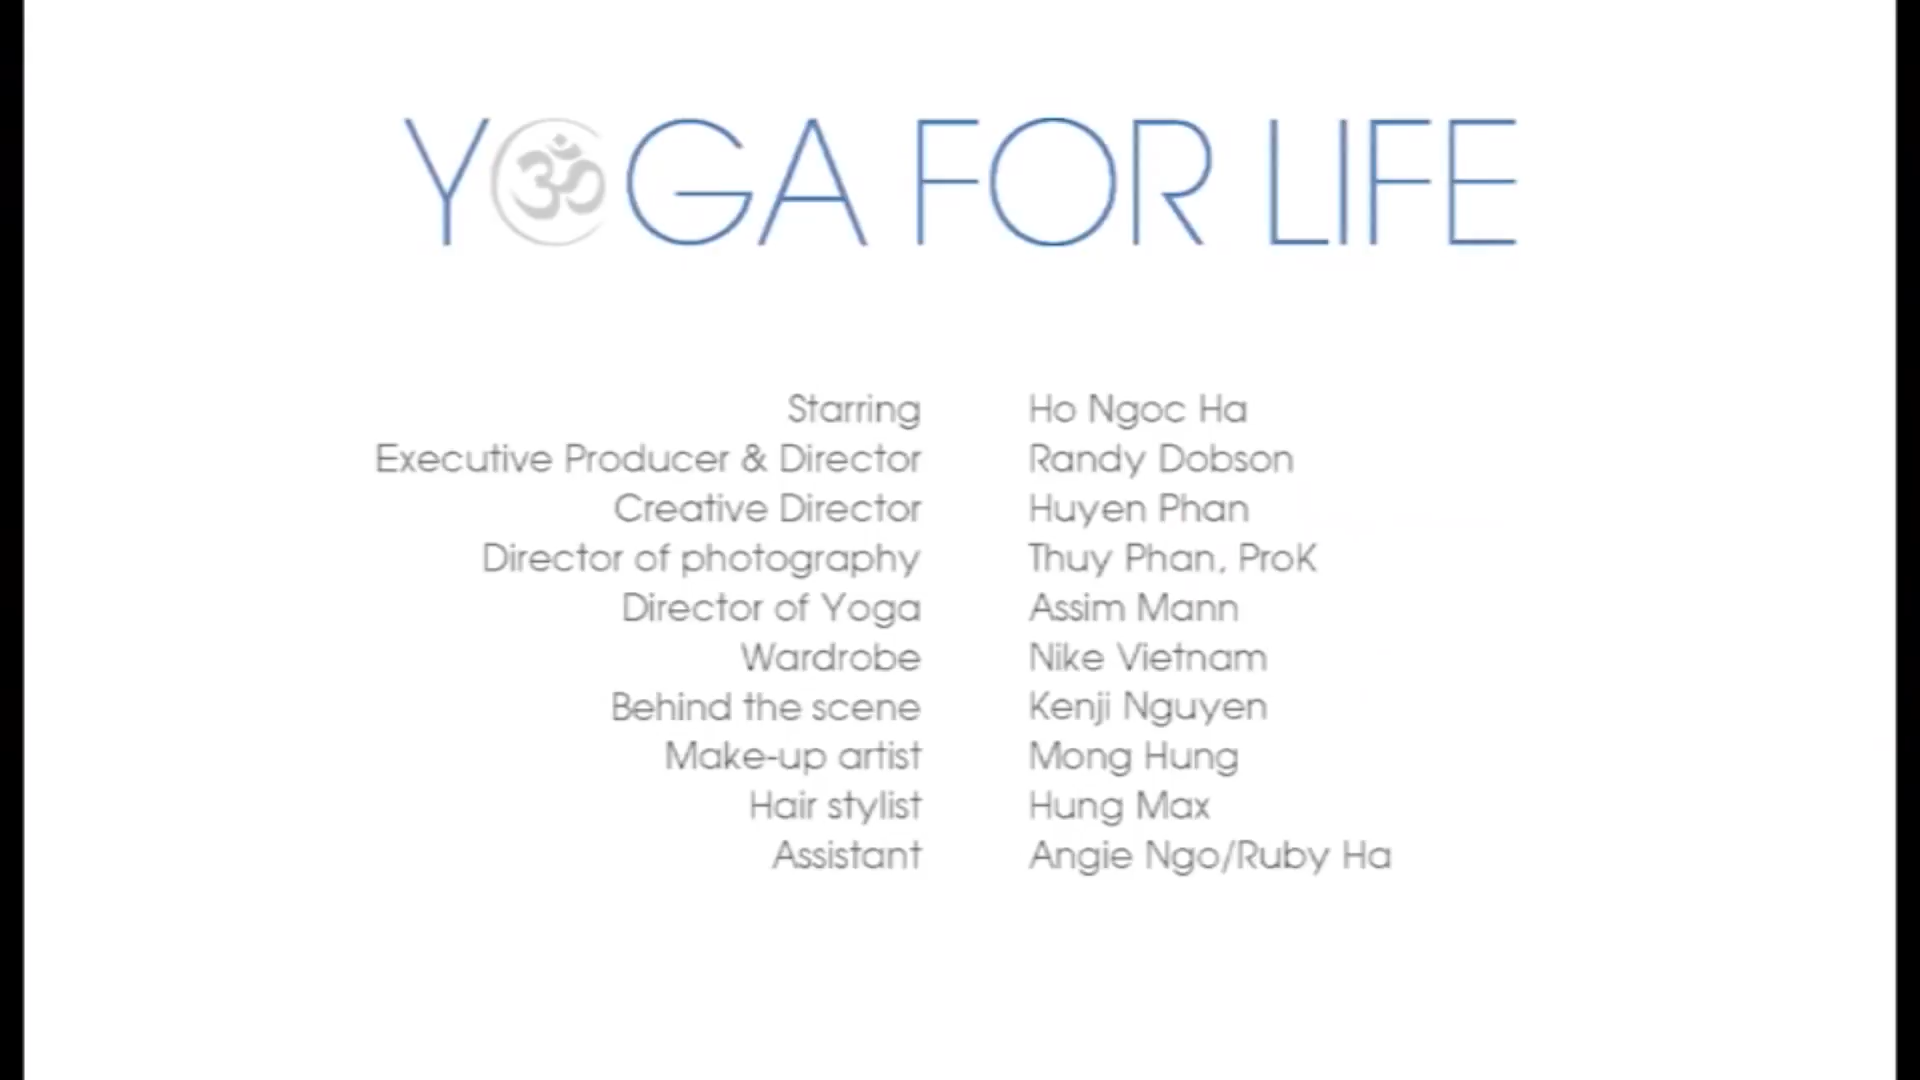 YॐGA FOR LIFE
Starring Ho Ngoc Ha
Executive Producer & Director Randy Dobson
Creative Director Huyen Phan
Director of photography Thuy Phan, ProK
Director of Yoga Assim Mann
Wardrobe Nike Vietnam
Behind the scene Kenji Nguyen
Make-up artist Mong Hung
Hair stylist Hung Max
Assistant Angie Ngo/Ruby Ha